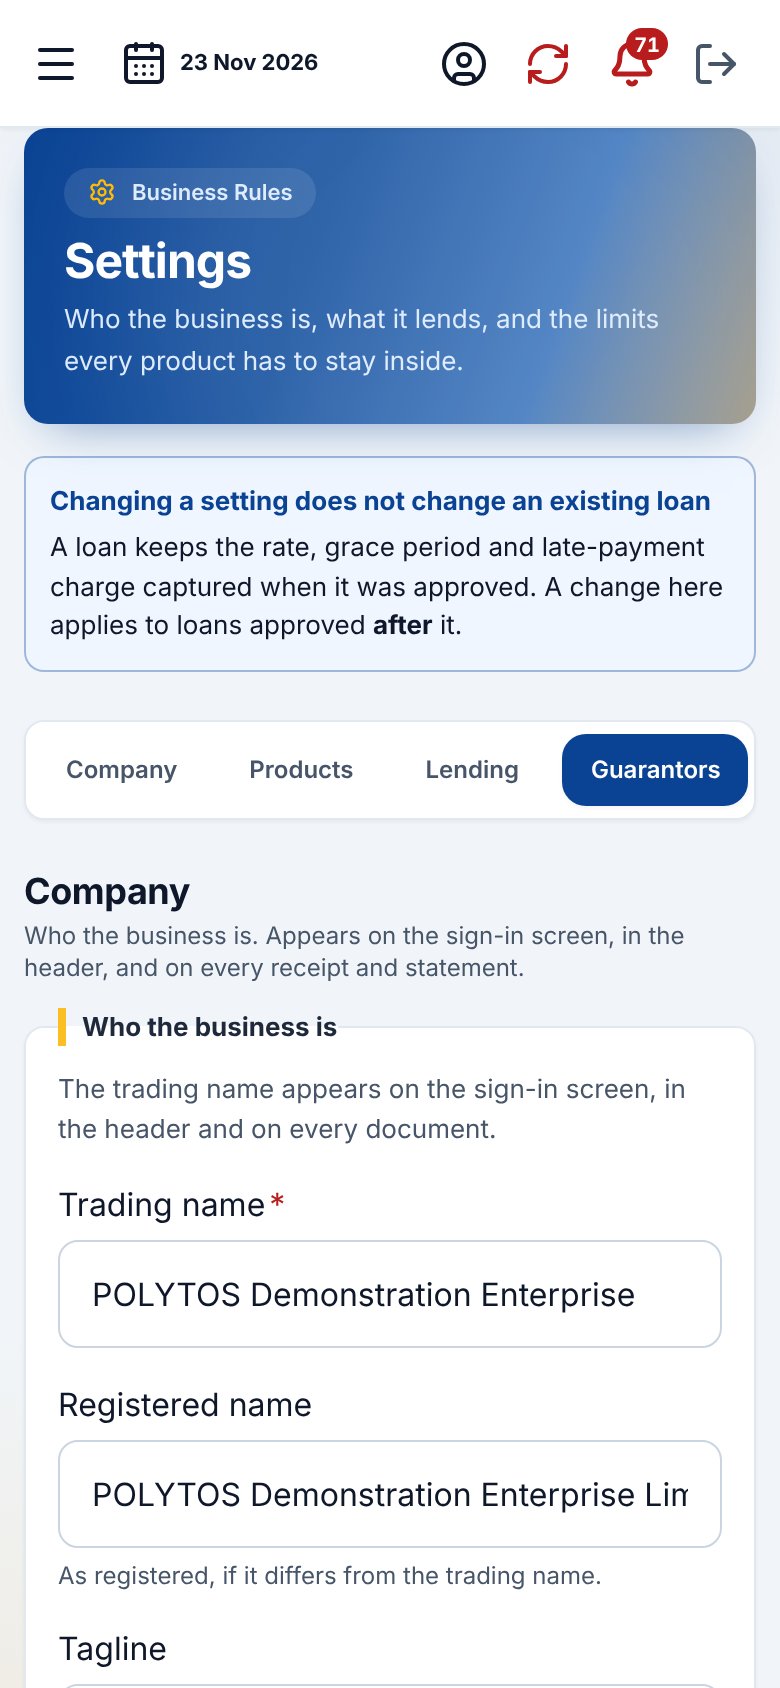 23 Nov 2026
71
Business Rules
Settings
Who the business is, what it lends, and the limits
every product has to stay inside.
Changing a setting does not change an existing loan
A loan keeps the rate, grace period and late-payment
charge captured when it was approved. A change here
applies to loans approved after it.
Company Products Lending Guarantors
Company
Who the business is. Appears on the sign-in screen, in the
header, and on every receipt and statement.
Who the business is
The trading name appears on the sign-in screen, in
the header and on every document.
Trading name*
POLYTOS Demonstration Enterprise
Registered name
POLYTOS Demonstration Enterprise Lim
As registered, if it differs from the trading name.
Tagline